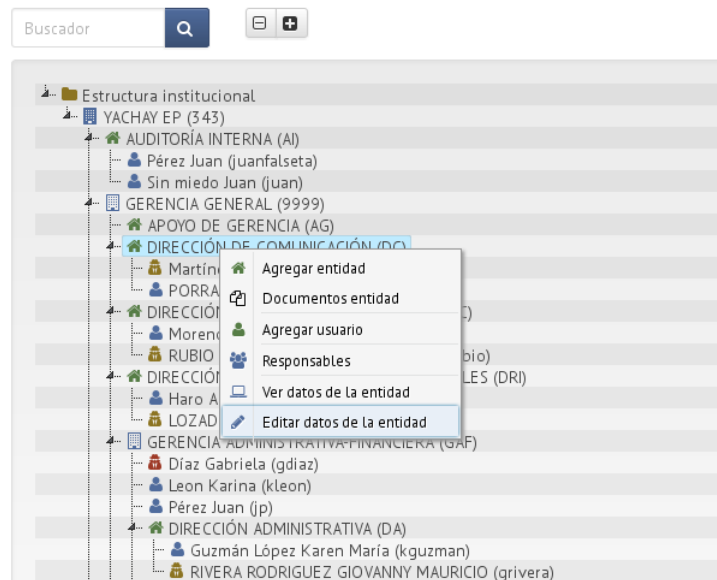 Buscador
Estructura institucional
YACHAY EP (343)
AUDITORÍA INTERNA (AI)
Pérez Juan (juanfalseta)
Sin miedo Juan (juan)
GERENCIA GENERAL (9999)
APOYO DE GERENCIA (AG)
DIRECCIÓN DE COMUNICACIÓN (DC)
Agregar entidad
Documentos entidad
PORRA
DIRECCIÓN
Agregar usuario
Moreno
Responsables
RUBIO bio)
DIRECCIÓN LES (DRI)
Ver datos de la entidad
Haro A
Editar datos de la entidad
LOZAD
GERENCIA ADMINISTRATIVA-FINANCIERA (GAF)
Díaz Gabriela (gdiaz)
Leon Karina (kleon)
Pérez Juan (jp)
DIRECCIÓN ADMINISTRATIVA (DA)
Guzmán López Karen María (kguzman)
RIVERA RODRIGUEZ GIOVANNY MAURICIO (grivera)